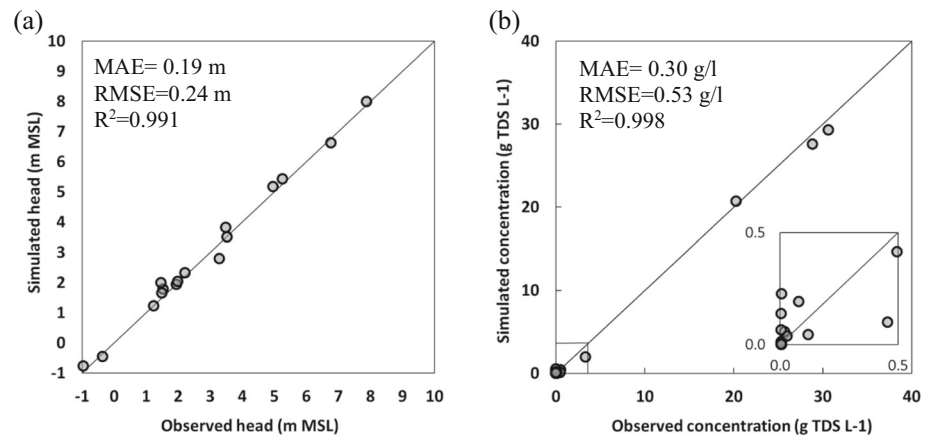 (a)
10
9
8
7
6
5
4
3
2
1
0
-1
Simulated head (m MSL)
MAE= 0.19 m
RMSE=0.24 m
R²=0.991
-1 0 1 2 3 4 5 6 7 8 9 10
Observed head (m MSL)
(b)
40
30
20
10
0
Simulated concentration (g TDS L-1)
MAE= 0.30 g/l
RMSE=0.53 g/l
R²=0.998
0.5
0.0
0.0 0.5
0 10 20 30 40
Observed concentration (g TDS L-1)